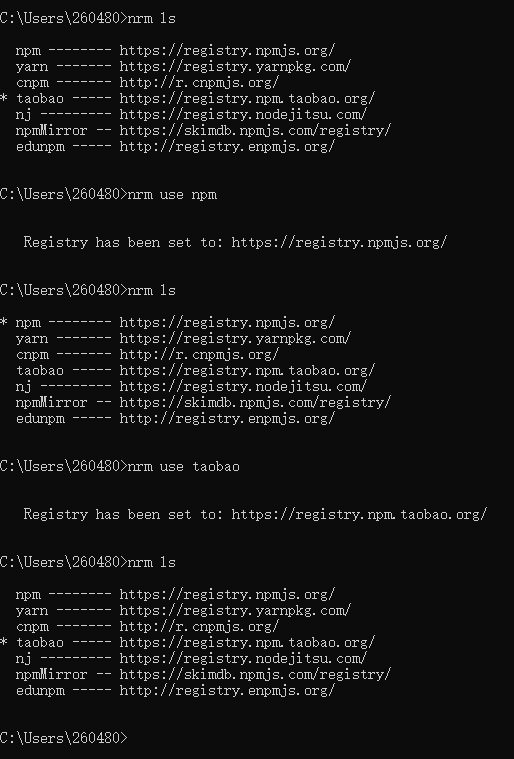 C:\Users\260480>nrm ls
npm -------- https://registry.npmjs.org/
yarn ------- https://registry.yarnpkg.com/
cnpm ------- http://r.cnpmjs.org/
* taobao ----- https://registry.npm.taobao.org/
nj --------- https://registry.nodejitsu.com/
npmMirror -- https://skimdb.npmjs.com/registry/
edunpm ----- http://registry.enpmjs.org/
C:\Users\260480>nrm use npm
Registry has been set to: https://registry.npmjs.org/
C:\Users\260480>nrm ls
* npm -------- https://registry.npmjs.org/
yarn ------- https://registry.yarnpkg.com/
cnpm ------- http://r.cnpmjs.org/
taobao ----- https://registry.npm.taobao.org/
nj --------- https://registry.nodejitsu.com/
npmMirror -- https://skimdb.npmjs.com/registry/
edunpm ----- http://registry.enpmjs.org/
C:\Users\260480>nrm use taobao
Registry has been set to: https://registry.npm.taobao.org/
C:\Users\260480>nrm ls
npm -------- https://registry.npmjs.org/
yarn ------- https://registry.yarnpkg.com/
cnpm ------- http://r.cnpmjs.org/
* taobao ----- https://registry.npm.taobao.org/
nj --------- https://registry.nodejitsu.com/
npmMirror -- https://skimdb.npmjs.com/registry/
edunpm ----- http://registry.enpmjs.org/
C:\Users\260480>